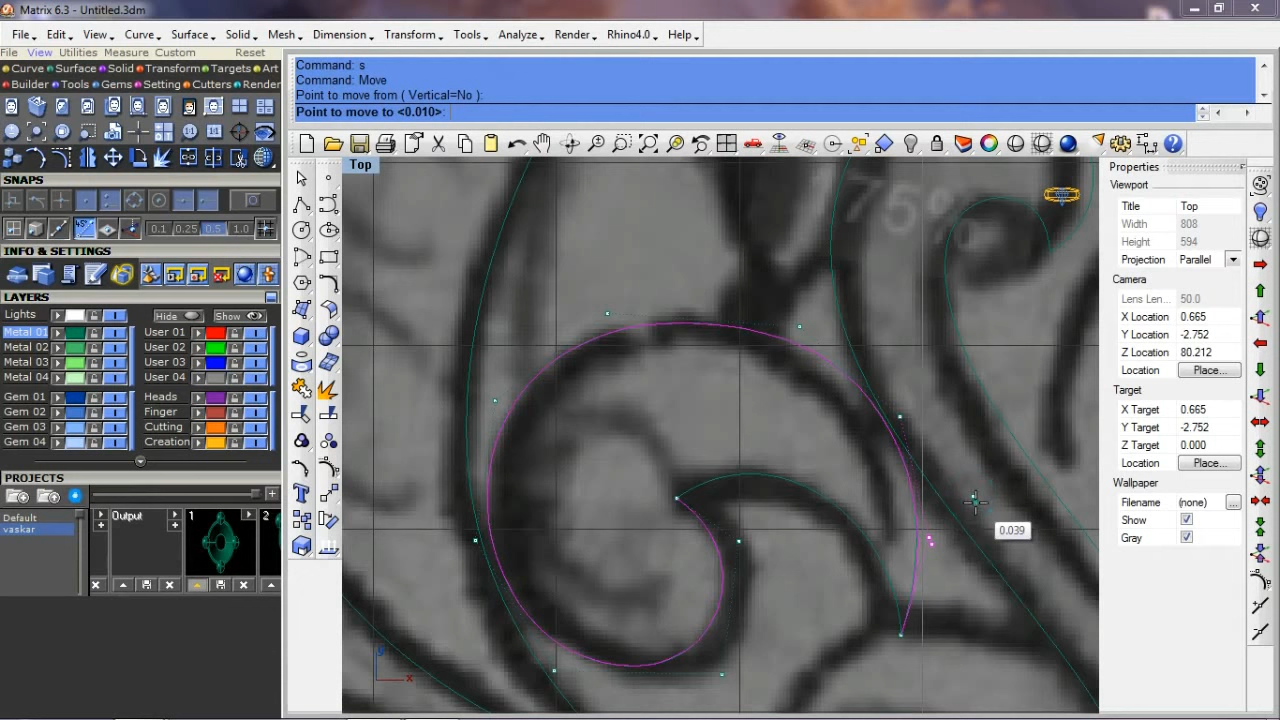 Matrix 6.3 - Untitled.3dm
File Edit View Curve Surface Solid Mesh Dimension Transform Tools Analyze Render Rhino4.0 Help
File View Utilities Measure Custom Reset
Curve Surface Solid Transform Targets Art
Builder Tools Gems Setting Cutters Render
Command: s
Command: Move
Point to move from ( Vertical=No ):
Point to move to <0.010>:
SNAPS
45°
0.1 0.25 0.5 1.0
INFO & SETTINGS
LAYERS
Lights Hide Show
Metal 01 User 01
Metal 02 User 02
Metal 03 User 03
Metal 04 User 04
Gem 01 Heads
Gem 02 Finger
Gem 03 Cutting
Gem 04 Creation
PROJECTS
Default
vaskar
Output 1 2
Top
75%
0.039
y
x
Properties
Viewport
Title Top
Width 808
Height 594
Projection Parallel
Camera
Lens Len... 50.0
X Location 0.665
Y Location -2.752
Z Location 80.212
Location Place...
Target
X Target 0.665
Y Target -2.752
Z Target 0.000
Location Place...
Wallpaper
Filename (none) ...
Show
Gray